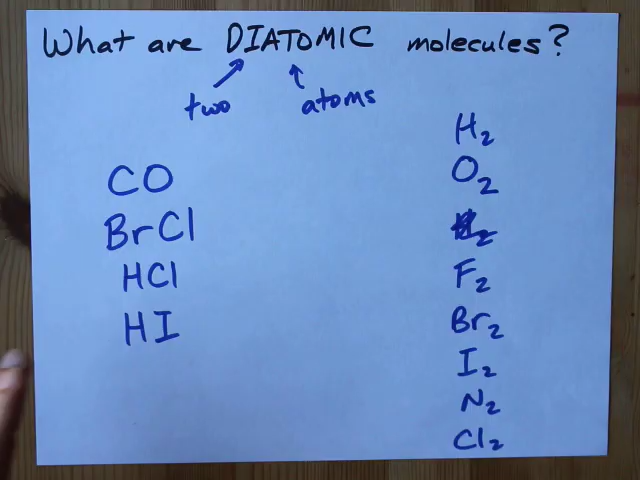 What are DIATOMIC molecules?
two atoms
CO
BrCl
HCl
HI
H₂
O₂
F₂
Br₂
I₂
N₂
Cl₂